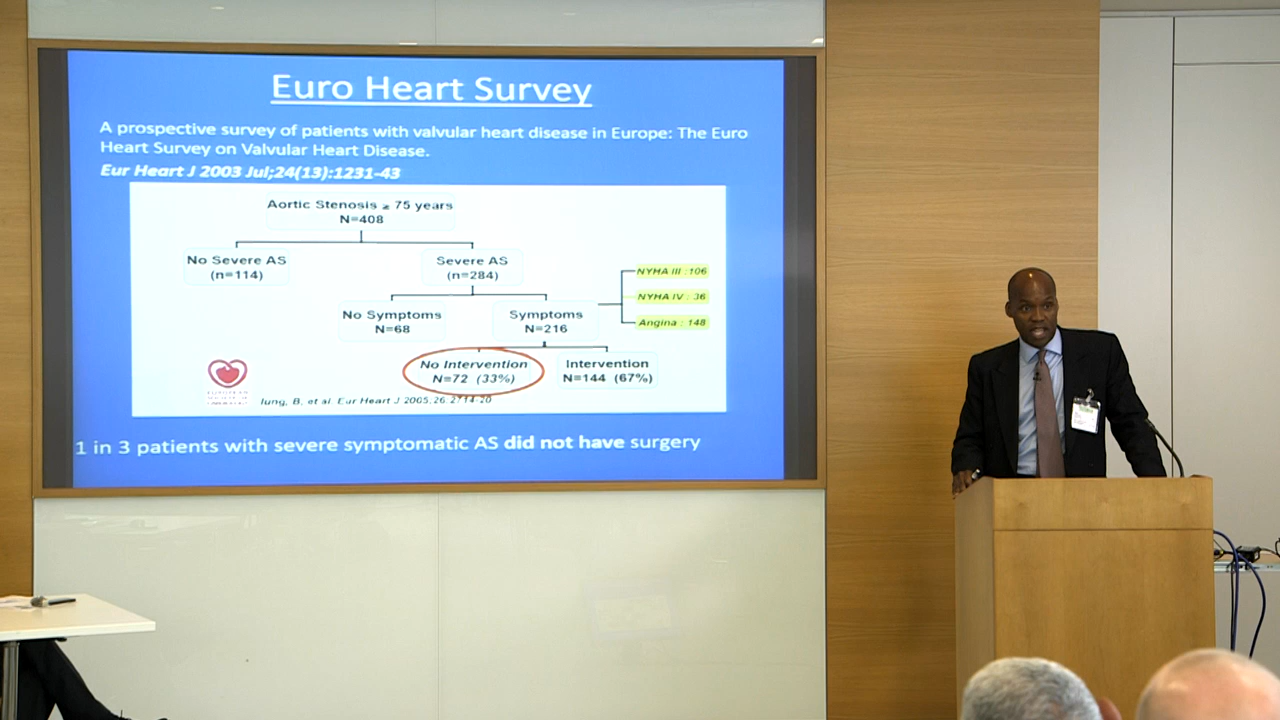 Euro Heart Survey
A prospective survey of patients with valvular heart disease in Europe: The Euro
Heart Survey on Valvular Heart Disease.
Eur Heart J 2003 Jul;24(13):1231-43
Aortic Stenosis ≥ 75 years
N=408
No Severe AS
(n=114)
Severe AS
(n=284)
NYHA III : 106
NYHA IV : 36
Angina : 148
No Symptoms
N=68
Symptoms
N=216
No Intervention
N=72 (33%)
Intervention
N=144 (67%)
Iung, B, et al. Eur Heart J 2005;26:2714-20
1 in 3 patients with severe symptomatic AS did not have surgery